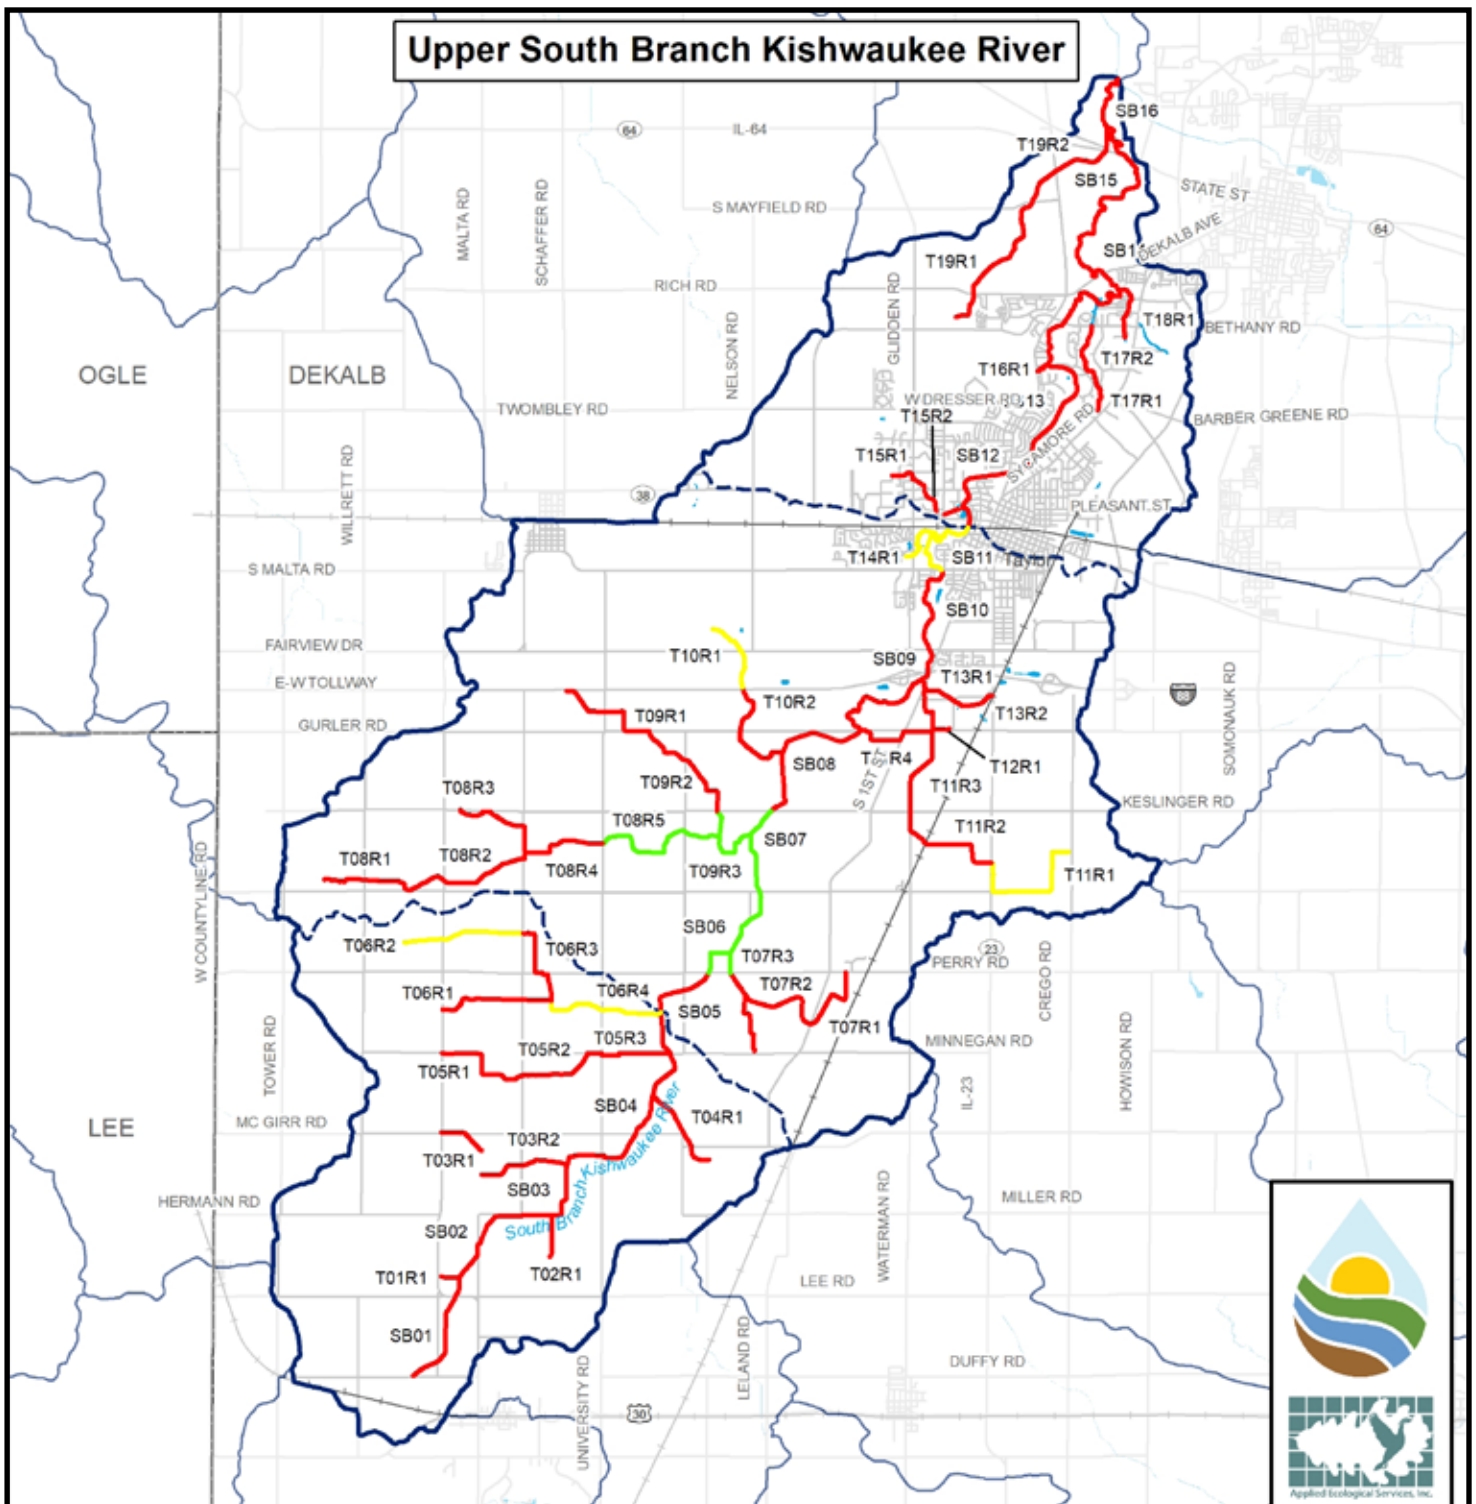 Upper South Branch Kishwaukee River
SB16
64
IL-64
T19R2
SB15
STATE ST
MALTA RD
SCHAFFER RD
S MAYFIELD RD
64
DEKALB AVE
T19R1
GLIDDEN RD
RICH RD
NELSON RD
T18R1
BETHANY RD
T17R2
OGLE
DEKALB
T16R1
W DRESSER RD
T17R1
TWOMBLEY RD
T15R2
SYCAMORE RD
BARBER GREENE RD
T15R1
SB12
WILLRETT RD
38
PLEASANT ST
T14R1
SB11
Taylor
S MALTA RD
SB10
FAIRVIEW DR
T10R1
SB09
E-W TOLLWAY
T13R1
88
SOMONAUK RD
T10R2
T09R1
T13R2
GURLER RD
SB08
R4
S 1ST ST
T12R1
T08R3
T09R2
T11R3
KESLINGER RD
T08R5
T11R2
SB07
T08R1
T08R2
T08R4
T09R3
T11R1
W COUNTYLINE RD
SB06
T06R2
T06R3
T07R3
23
PERRY RD
CREGO RD
T06R1
T06R4
T07R2
SB05
T07R1
TOWER RD
T05R2
T05R3
MINNEGAN RD
HOWISON RD
T05R1
IL-23
SB04
LEE
MC GIRR RD
T04R1
T03R2
T03R1
South Branch Kishwaukee River
SB03
HERMANN RD
MILLER RD
SB02
WATERMAN RD
T01R1
T02R1
LEE RD
SB01
LELAND RD
DUFFY RD
UNIVERSITY RD
30
Applied Ecological Services, Inc.